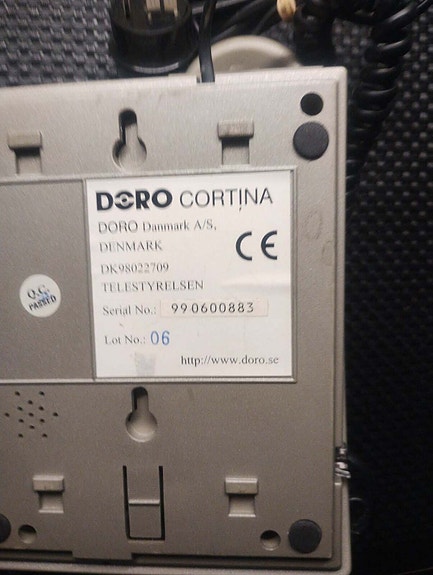 DORO CORTINA
DORO Danmark A/S,
DENMARK
CE
DK98022709
TELESTYRELSEN
Serial No.: 990600883
Lot No.: 06
http://www.doro.se
Q.C.
PASSED